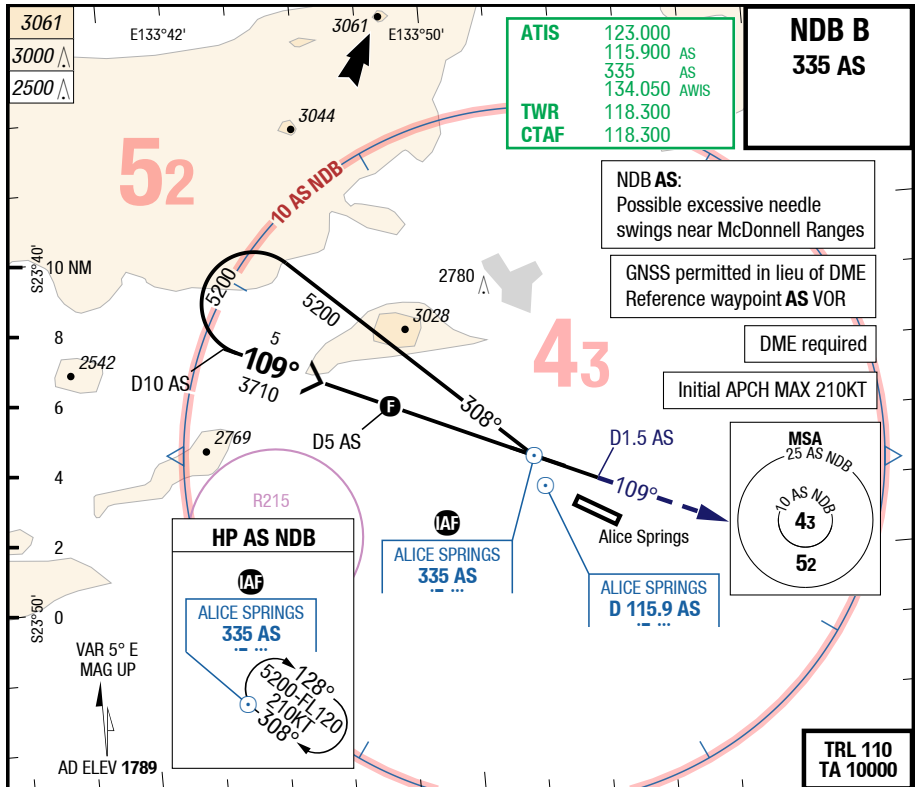 3061
3000
2500
E133°42'
3061
E133°50'
ATIS 123.000
115.900 AS
335 AS
134.050 AWIS
TWR 118.300
CTAF 118.300
NDB B
335 AS
3044
52
10 AS NDB
NDB AS:
Possible excessive needle
swings near McDonnell Ranges
S23°40'
10 NM
5200
5200
2780
GNSS permitted in lieu of DME
Reference waypoint AS VOR
3028
43
8
5
109°
3710
DME required
2542
D10 AS
Initial APCH MAX 210KT
6
F
308°
D5 AS
D1.5 AS
2769
MSA
25 AS NDB
10 AS NDB
43
52
4
109°
R215
Alice Springs
HP AS NDB
IAF
ALICE SPRINGS
335 AS
2
IAF
ALICE SPRINGS
335 AS
ALICE SPRINGS
D 115.9 AS
S23°50'
0
VAR 5° E
MAG UP
128°
5200-FL120
210KT
308°
AD ELEV 1789
TRL 110
TA 10000